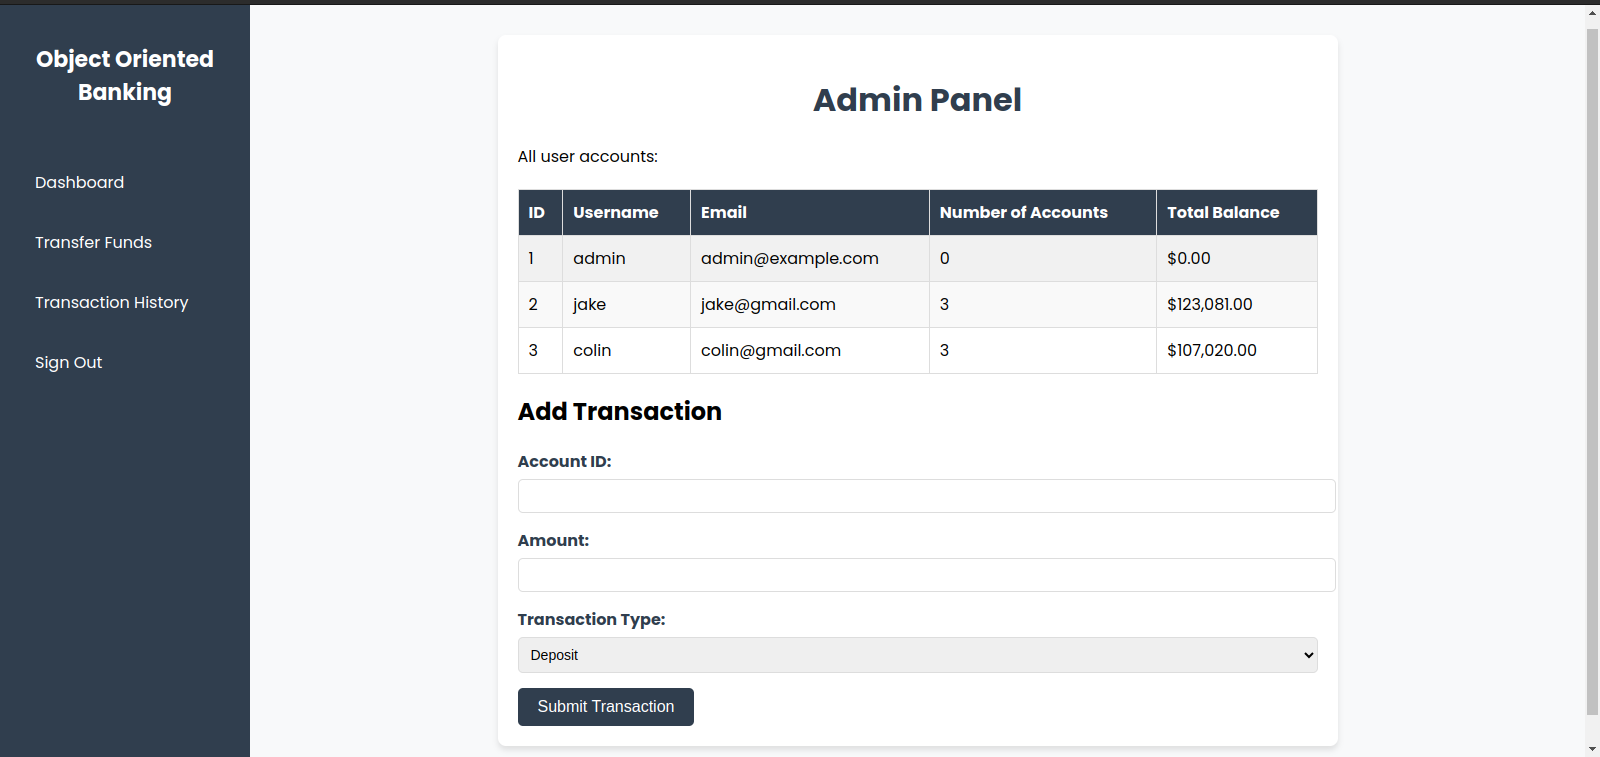 Object Oriented
Banking
Dashboard
Transfer Funds
Transaction History
Sign Out
Admin Panel
All user accounts:
ID Username Email Number of Accounts Total Balance
1 admin admin@example.com 0 $0.00
2 jake jake@gmail.com 3 $123,081.00
3 colin colin@gmail.com 3 $107,020.00
Add Transaction
Account ID:
Amount:
Transaction Type:
Deposit
Submit Transaction